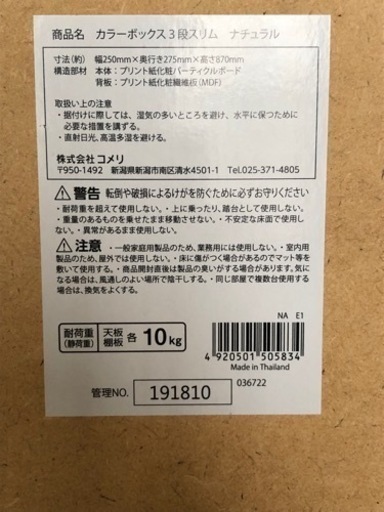 商品名 カラーボックス3段スリム ナチュラル
寸法(約) 幅250mm×奥行き275mm×高さ870mm
構造部材 本体:プリント紙化粧パーティクルボード
背板:プリント紙化粧繊維板(MDF)
取扱い上の注意
・据付けに際しては、湿気の多いところを避け、水平に保つために
必要な措置を講ずる。
・直射日光、高温多湿を避ける。
株式会社 コメリ
〒950-1492 新潟県新潟市南区清水4501-1 Tel.025-371-4805
警告 転倒や破損によるけがを防ぐために必ずお守りください
・耐荷重を超えて使用しない。・上に乗ったり、踏台として使用しない。
・重量のあるものを乗せたまま移動させない。・不安定な床面で使用しな
い。・異常があるまま使用しない。
注意 ・一般家庭用製品のため、業務用には使用しない。・室内用
製品のため、屋外では使用しない。・床に傷がつく場合があるのでマット等を
敷いて使用する。・商品開封直後は製品の臭いがする場合があります。気に
なる場合は、風通しのよい場所で陰干しする。・同じ部屋で複数台使用する
場合は、換気をよくする。
NA E1
耐荷重 (静荷重) 天板 棚板 各 10kg
4 920501 505834
Made in Thailand
036722
管理NO. 191810